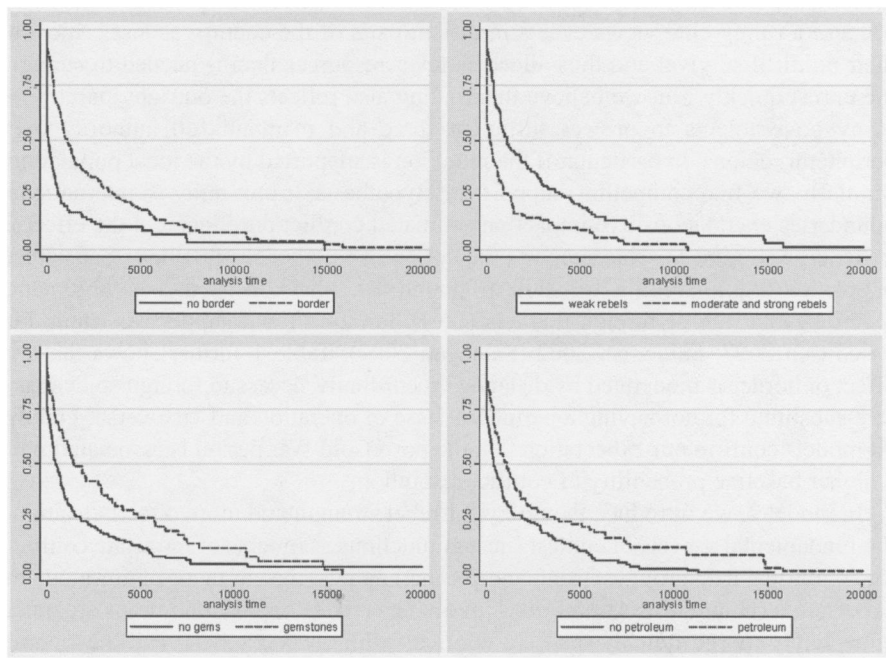 1.00
0.75
0.50
0.25
0.00
0 5000 10000 15000 20000
analysis time
no border border
1.00
0.75
0.50
0.25
0.00
0 5000 10000 15000 20000
analysis time
weak rebels moderate and strong rebels
1.00
0.75
0.50
0.25
0.00
0 5000 10000 15000 20000
analysis time
no gems gemstones
1.00
0.75
0.50
0.25
0.00
0 5000 10000 15000 20000
analysis time
no petroleum petroleum